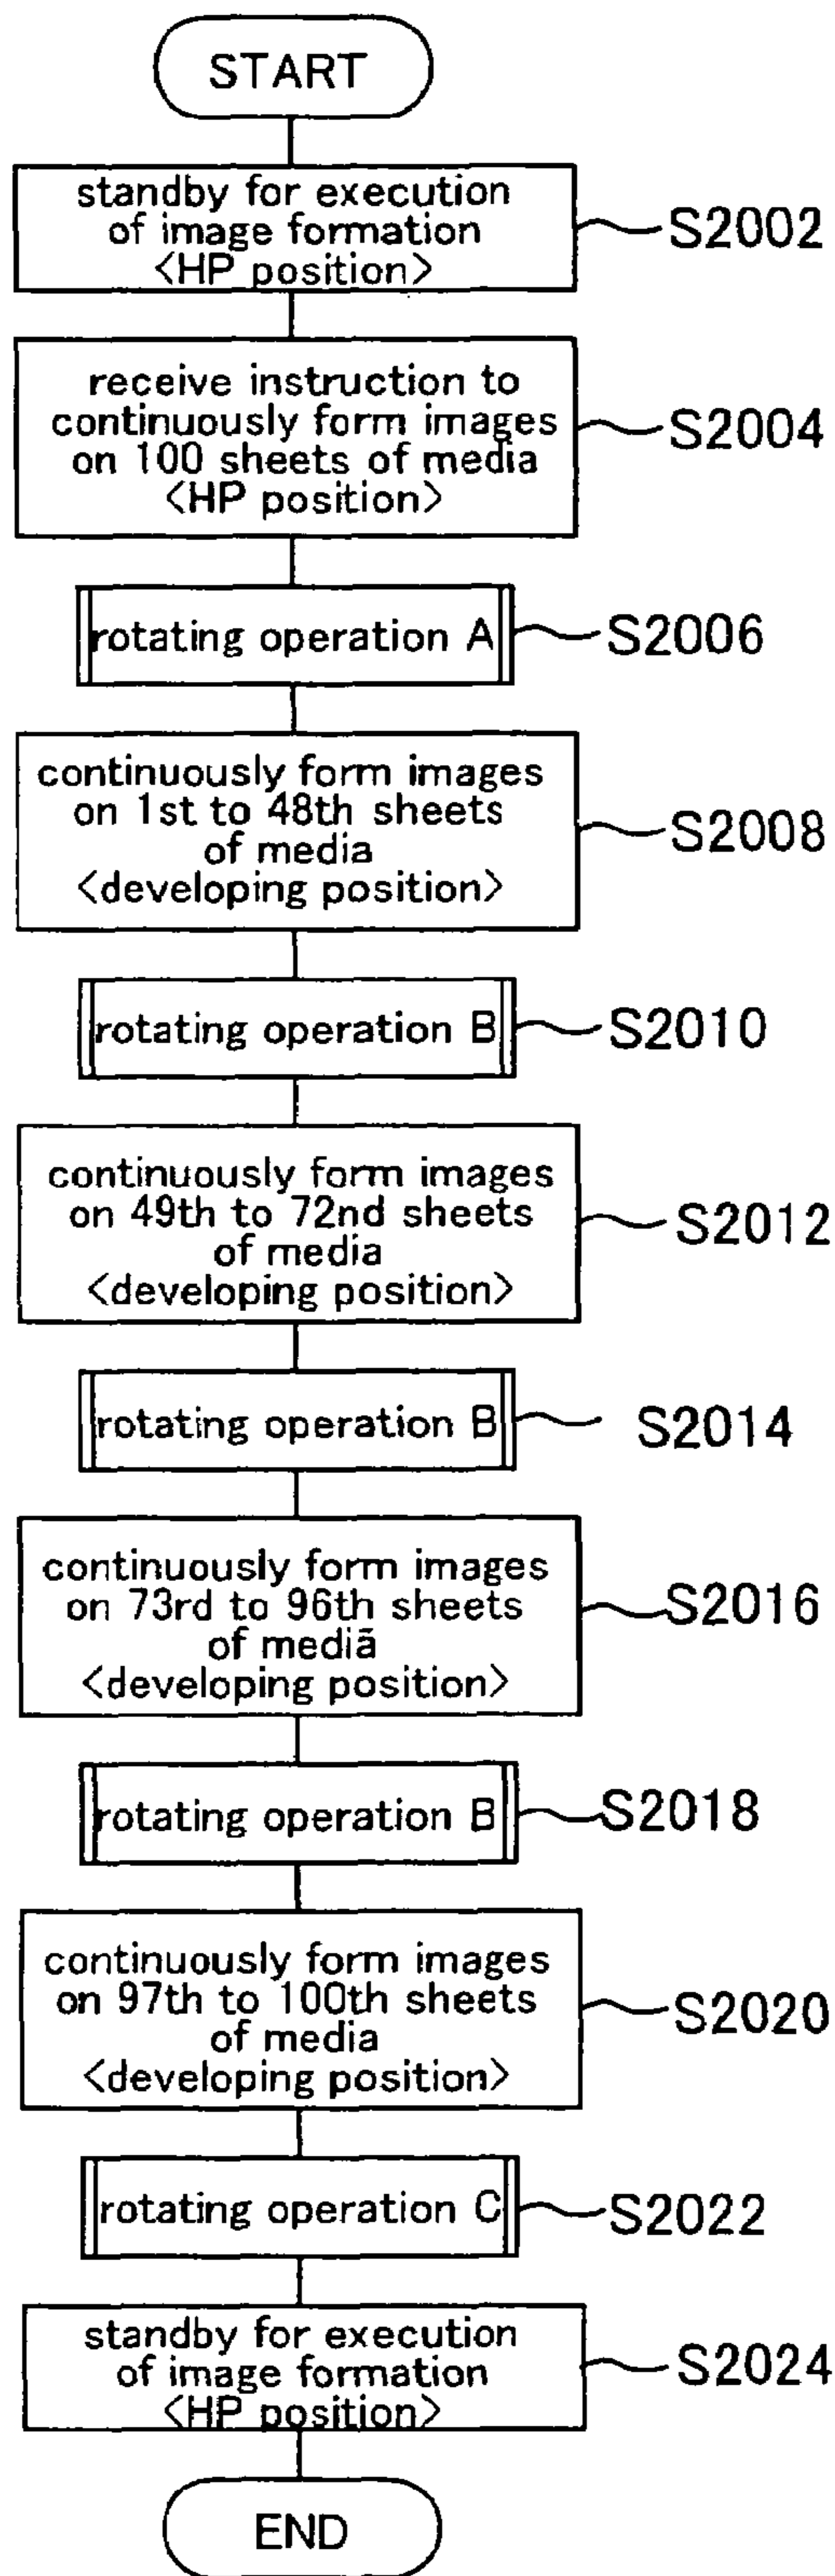 START
standby for execution
of image formation
<HP position>
S2002
receive instruction to
continuously form images
on 100 sheets of media
<HP position>
S2004
rotating operation A
S2006
continuously form images
on 1st to 48th sheets
of media
<developing position>
S2008
rotating operation B
S2010
continuously form images
on 49th to 72nd sheets
of media
<developing position>
S2012
rotating operation B
S2014
continuously form images
on 73rd to 96th sheets
of media
<developing position>
S2016
rotating operation B
S2018
continuously form images
on 97th to 100th sheets
of media
<developing position>
S2020
rotating operation C
S2022
standby for execution
of image formation
<HP position>
S2024
END